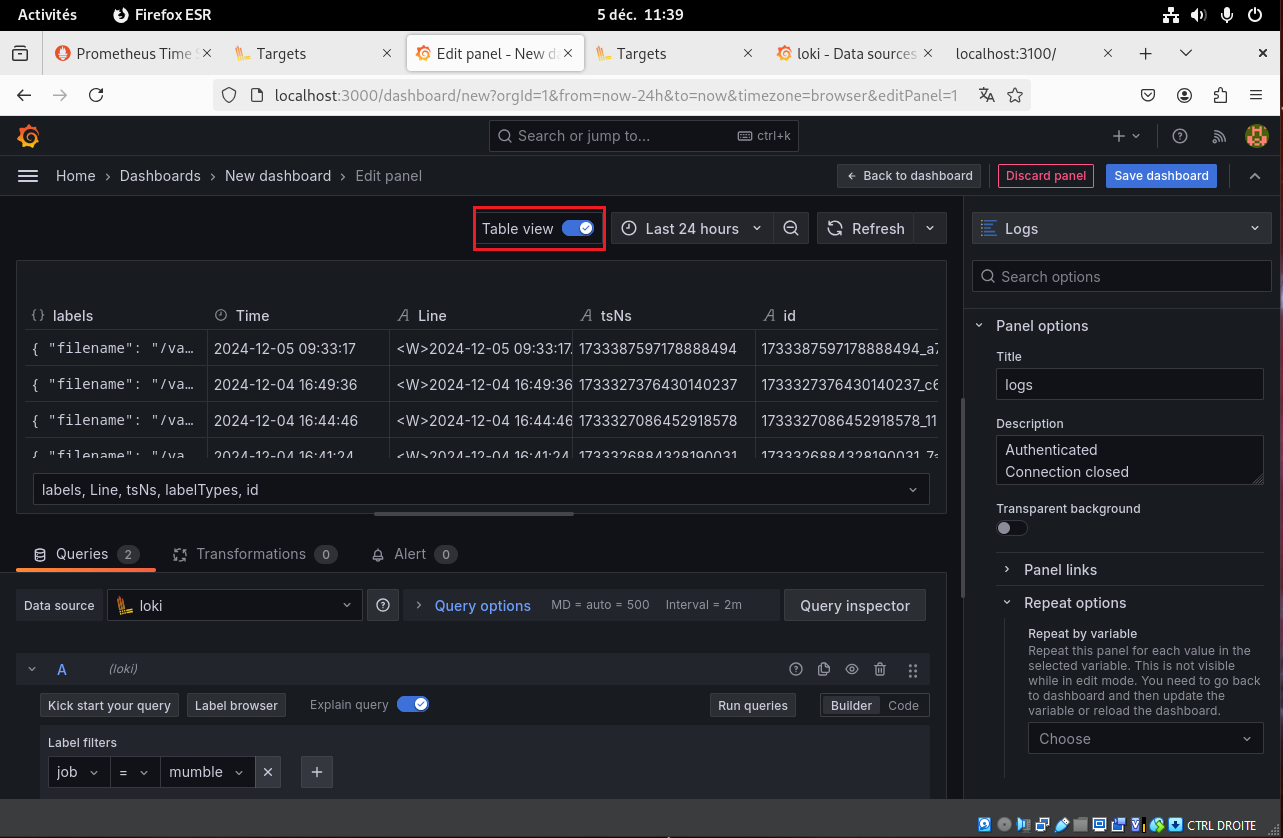 Activités Firefox ESR 5 déc. 11:39
Prometheus Time S Targets Edit panel - New da Targets loki - Data sources localhost:3100/
localhost:3000/dashboard/new?orgId=1&from=now-24h&to=now&timezone=browser&editPanel=1
Search or jump to... ctrl+k
Home › Dashboards › New dashboard › Edit panel Back to dashboard Discard panel Save dashboard
Table view Last 24 hours Refresh Logs
Search options
labels Time Line tsNs id
{ "filename": "/va… 2024-12-05 09:33:17 <W>2024-12-05 09:33:17. 1733387597178888494 1733387597178888494_a7
{ "filename": "/va… 2024-12-04 16:49:36 <W>2024-12-04 16:49:36 1733327376430140237 1733327376430140237_c6
{ "filename": "/va… 2024-12-04 16:44:46 <W>2024-12-04 16:44:46 1733327086452918578 1733327086452918578_11
{ "filename": "/va… 2024-12-04 16:41:24 <W>2024-12-04 16:41:24 1733326884328190031 1733326884328190031_7a
labels, Line, tsNs, labelTypes, id
Panel options
Title
logs
Description
Authenticated
Connection closed
Transparent background
Panel links
Repeat options
Repeat by variable
Repeat this panel for each value in the
selected variable. This is not visible
while in edit mode. You need to go back
to dashboard and then update the
variable or reload the dashboard.
Choose
Queries 2 Transformations 0 Alert 0
Data source loki Query options MD = auto = 500 Interval = 2m Query inspector
A (loki)
Kick start your query Label browser Explain query Run queries Builder Code
Label filters
job = mumble
CTRL DROITE